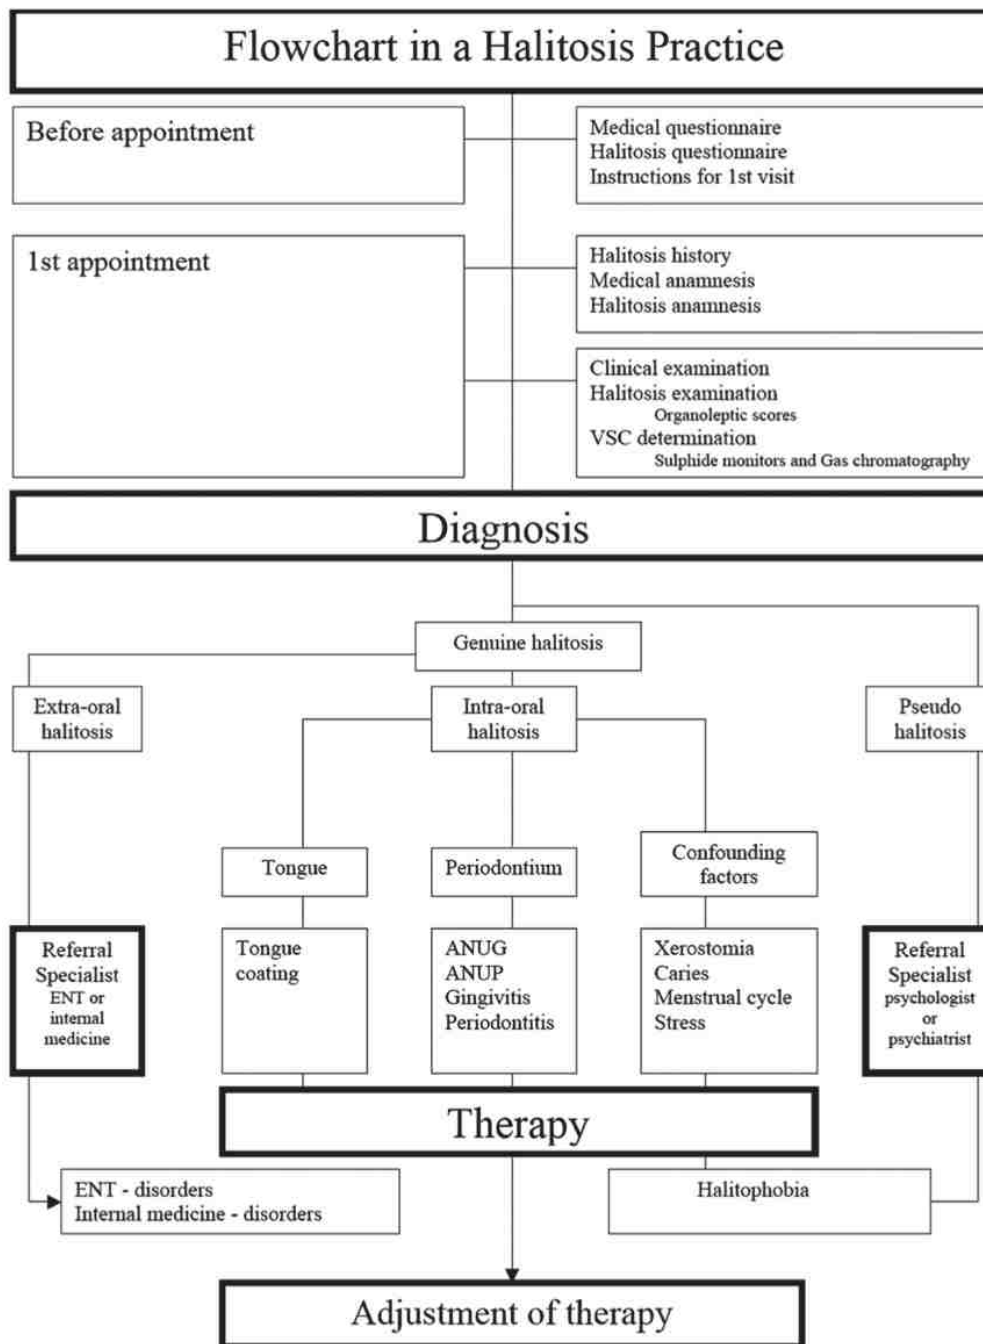 Flowchart in a Halitosis Practice
Before appointment
Medical questionnaire
Halitosis questionnaire
Instructions for 1st visit
1st appointment
Halitosis history
Medical anamnesis
Halitosis anamnesis
Clinical examination
Halitosis examination
Organoleptic scores
VSC determination
Sulphide monitors and Gas chromatography
Diagnosis
Genuine halitosis
Extra-oral
halitosis
Intra-oral
halitosis
Pseudo
halitosis
Tongue
Periodontium
Confounding
factors
Referral
Specialist
ENT or
internal
medicine
Tongue
coating
ANUG
ANUP
Gingivitis
Periodontitis
Xerostomia
Caries
Menstrual cycle
Stress
Referral
Specialist
psychologist
or
psychiatrist
Therapy
ENT - disorders
Internal medicine - disorders
Halitophobia
Adjustment of therapy